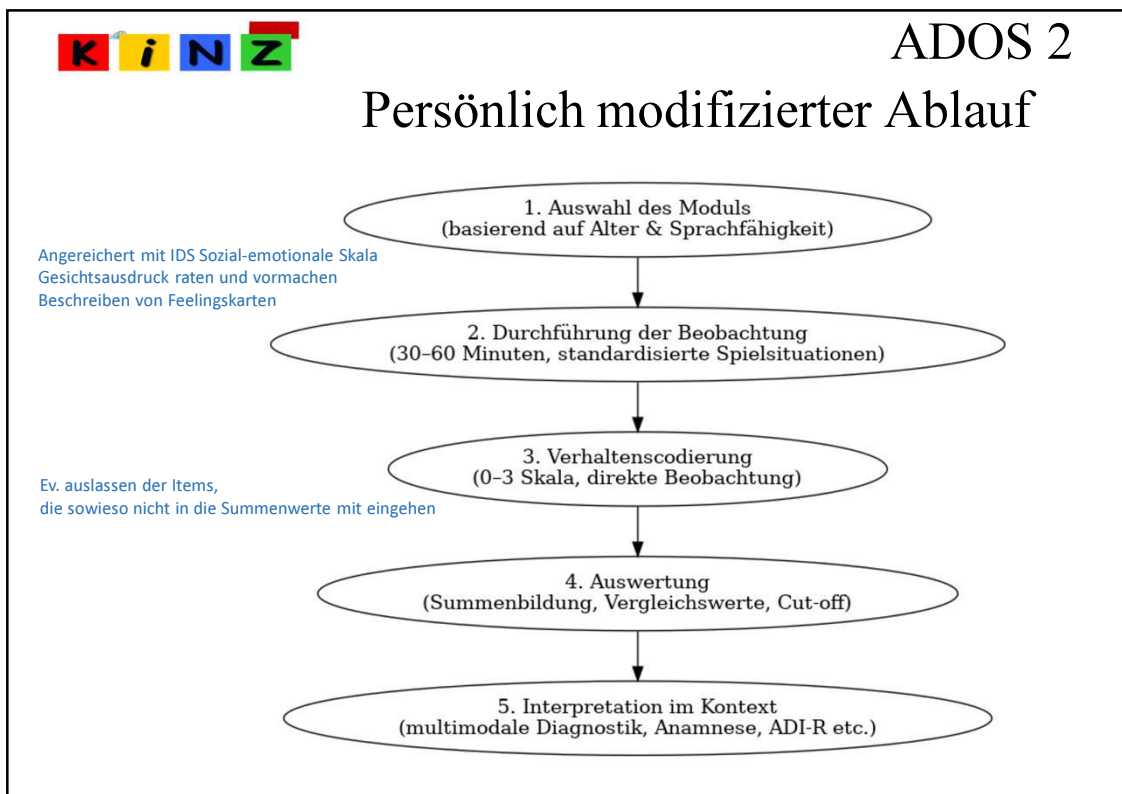 KiNZ
ADOS 2
Persönlich modifizierter Ablauf
1. Auswahl des Moduls
(basierend auf Alter & Sprachfähigkeit)
Angereichert mit IDS Sozial-emotionale Skala
Gesichtsausdruck raten und vormachen
Beschreiben von Feelingskarten
2. Durchführung der Beobachtung
(30–60 Minuten, standardisierte Spielsituationen)
3. Verhaltenscodierung
(0–3 Skala, direkte Beobachtung)
Ev. auslassen der Items,
die sowieso nicht in die Summenwerte mit eingehen
4. Auswertung
(Summenbildung, Vergleichswerte, Cut-off)
5. Interpretation im Kontext
(multimodale Diagnostik, Anamnese, ADI-R etc.)